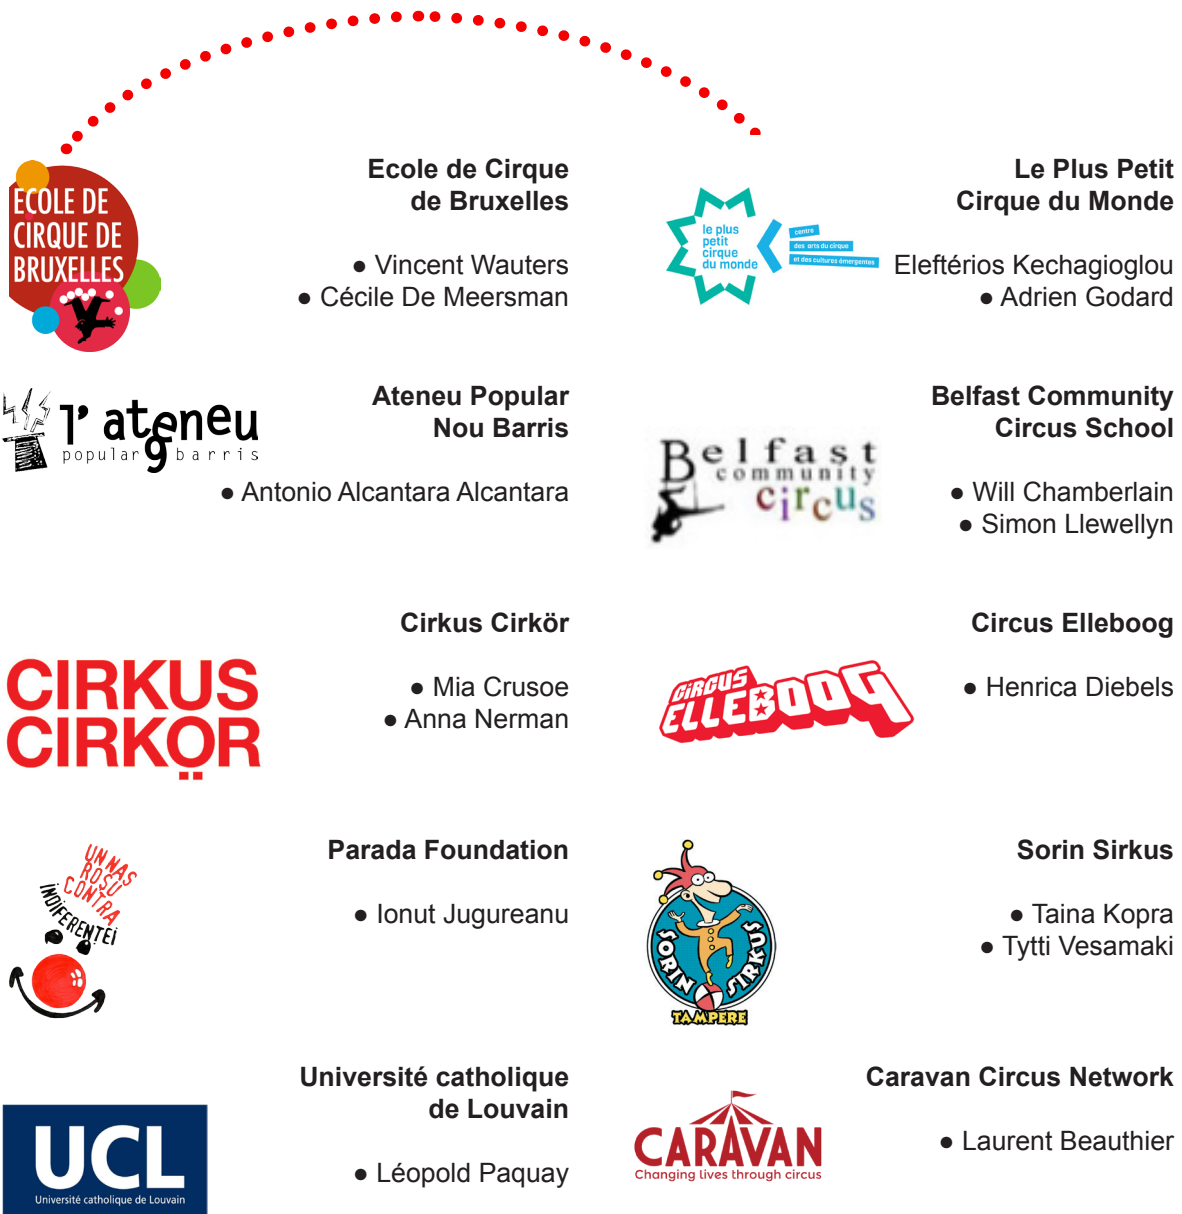 ECOLE DE
CIRQUE DE
BRUXELLES
Ecole de Cirque
de Bruxelles
● Vincent Wauters
● Cécile De Meersman
le plus
petit
cirque
du monde
centre
des arts du cirque
et des cultures émergentes
Le Plus Petit
Cirque du Monde
Eleftérios Kechagioglou
● Adrien Godard
l' ateneu
popular 9 barris
Ateneu Popular
Nou Barris
● Antonio Alcantara Alcantara
Belfast
community
circus
Belfast Community
Circus School
● Will Chamberlain
● Simon Llewellyn
CIRKUS
CIRKÖR
Cirkus Cirkör
● Mia Crusoe
● Anna Nerman
CIRCUS
ELLEBOOG
Circus Elleboog
● Henrica Diebels
UN NAS
ROȘU
CONTRA
INDIFERENȚEI
Parada Foundation
● Ionut Jugureanu
SORIN SIRKUS
TAMPERE
Sorin Sirkus
● Taina Kopra
● Tytti Vesamaki
UCL
Université catholique de Louvain
Université catholique
de Louvain
● Léopold Paquay
CARAVAN
Changing lives through circus
Caravan Circus Network
● Laurent Beauthier